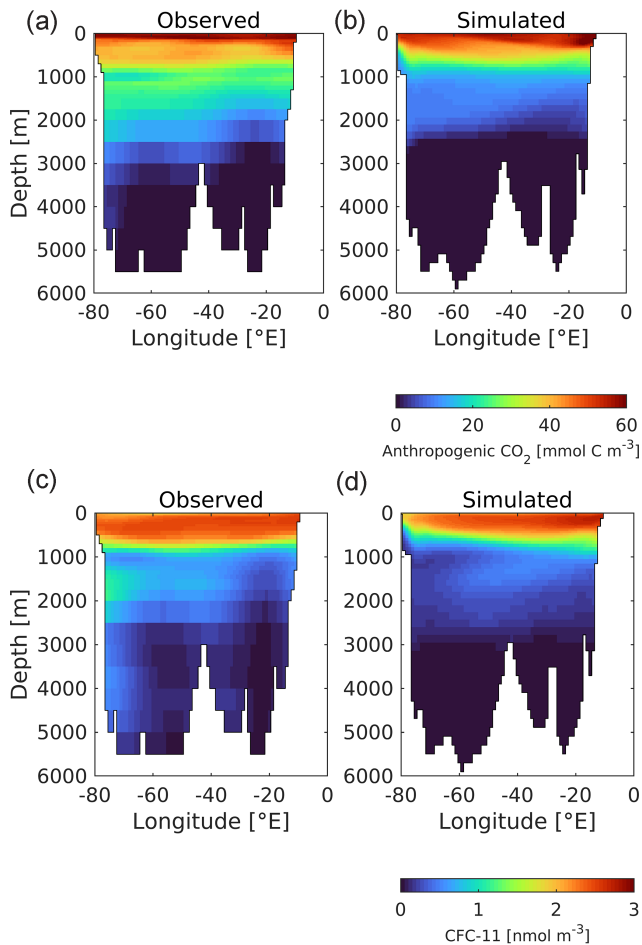 (a) Observed
(b) Simulated
0
1000
2000
3000
4000
5000
6000
Depth [m]
-80 -60 -40 -20 0
Longitude [°E]
0
1000
2000
3000
4000
5000
6000
-80 -60 -40 -20 0
Longitude [°E]
0 20 40 60
Anthropogenic CO2 [mmol C m-3]
(c) Observed
(d) Simulated
0
1000
2000
3000
4000
5000
6000
Depth [m]
-80 -60 -40 -20 0
Longitude [°E]
0
1000
2000
3000
4000
5000
6000
-80 -60 -40 -20 0
Longitude [°E]
0 1 2 3
CFC-11 [nmol m-3]